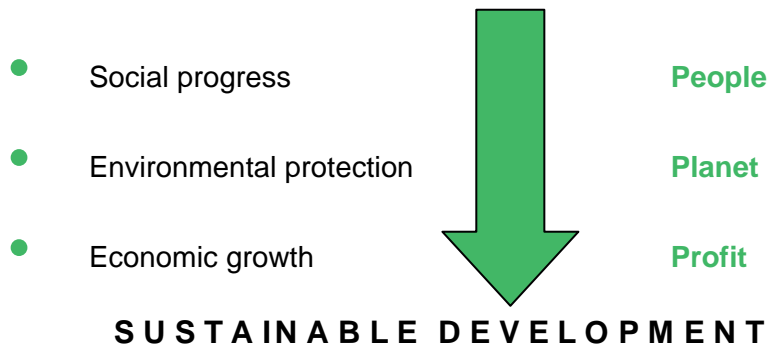 • Social progress People
• Environmental protection Planet
• Economic growth Profit
SUSTAINABLE DEVELOPMENT